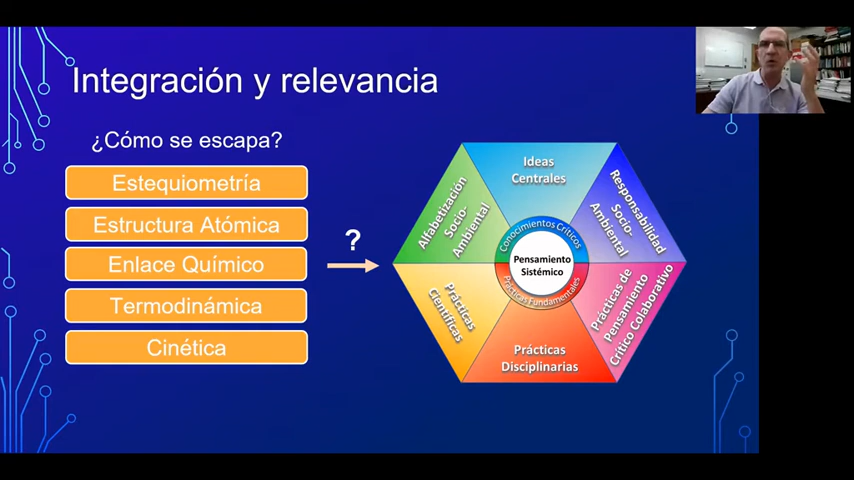 Integración y relevancia
¿Cómo se escapa?
Estequiometría
Estructura Atómica
Enlace Químico
Termodinámica
Cinética
?
Ideas
Centrales
Responsabilidad
Socio-
Ambiental
Prácticas de
Pensamiento
Crítico Colaborativo
Prácticas
Disciplinarias
Prácticas
Científicas
Alfabetización
Socio-
Ambiental
Conocimientos Críticos
Pensamiento
Sistémico
Prácticas Fundamentales